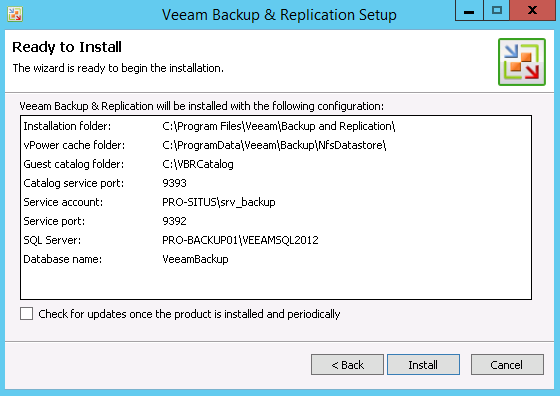 Veeam Backup & Replication Setup
Ready to Install
The wizard is ready to begin the installation.
Veeam Backup & Replication will be installed with the following configuration:
Installation folder: C:\Program Files\Veeam\Backup and Replication\
vPower cache folder: C:\ProgramData\Veeam\Backup\NfsDatastore\
Guest catalog folder: C:\VBRCatalog
Catalog service port: 9393
Service account: PRO-SITUS\srv_backup
Service port: 9392
SQL Server: PRO-BACKUP01\VEEAMSQL2012
Database name: VeeamBackup
Check for updates once the product is installed and periodically
< Back Install Cancel